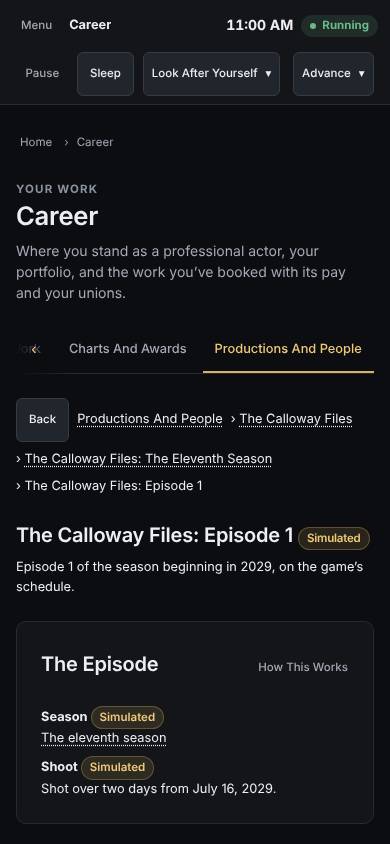 Menu Career 11:00 AM Running
Pause Sleep Look After Yourself ▾ Advance ▾
Home › Career
YOUR WORK
Career
Where you stand as a professional actor, your
portfolio, and the work you’ve booked with its pay
and your unions.
Charts And Awards Productions And People
Back Productions And People › The Calloway Files
› The Calloway Files: The Eleventh Season
› The Calloway Files: Episode 1
The Calloway Files: Episode 1 Simulated
Episode 1 of the season beginning in 2029, on the game’s
schedule.
The Episode How This Works
Season Simulated
The eleventh season
Shoot Simulated
Shot over two days from July 16, 2029.